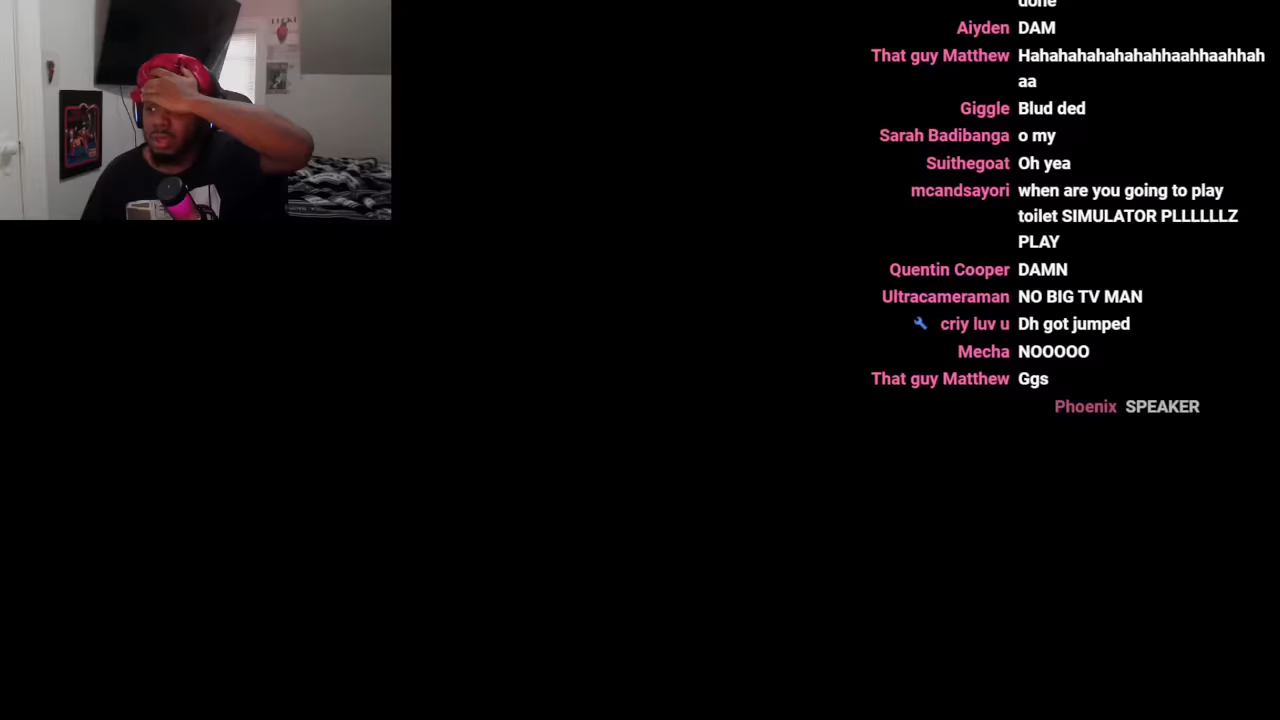 done
Aiyden DAM
That guy Matthew Hahahahahahahahhaahhaahhah
aa
Giggle Blud ded
Sarah Badibanga o my
Suithegoat Oh yea
mcandsayori when are you going to play
toilet SIMULATOR PLLLLLLZ
PLAY
Quentin Cooper DAMN
Ultracameraman NO BIG TV MAN
criy luv u Dh got jumped
Mecha NOOOOO
That guy Matthew Ggs
Phoenix SPEAKER